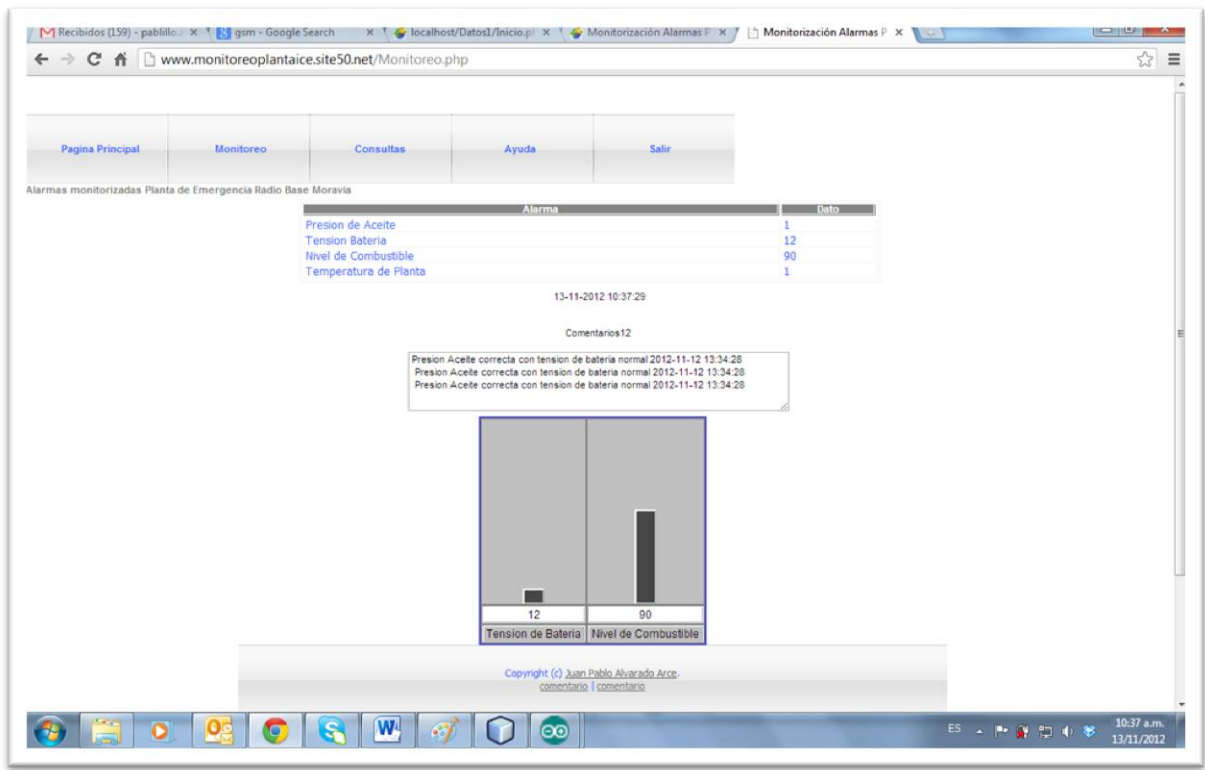 Recibidos (159) - pablillo. gsm - Google Search localhost/Datos1/Inicio.p Monitorización Alarmas P Monitorización Alarmas P
www.monitoreoplantaice.site50.net/Monitoreo.php
Pagina Principal Monitoreo Consultas Ayuda Salir
Alarmas monitorizadas Planta de Emergencia Radio Base Moravia
Alarma Dato
Presion de Aceite 1
Tension Bateria 12
Nivel de Combustible 90
Temperatura de Planta 1
13-11-2012 10:37:29
Comentarios12
Presion Aceite correcta con tension de bateria normal 2012-11-12 13:34:28
Presion Aceite correcta con tension de bateria normal 2012-11-12 13:34:28
Presion Aceite correcta con tension de bateria normal 2012-11-12 13:34:28
12 90
Tension de Bateria Nivel de Combustible
Copyright (c) Juan Pablo Alvarado Arce.
comentario | comentario
ES 10:37 a.m.
13/11/2012